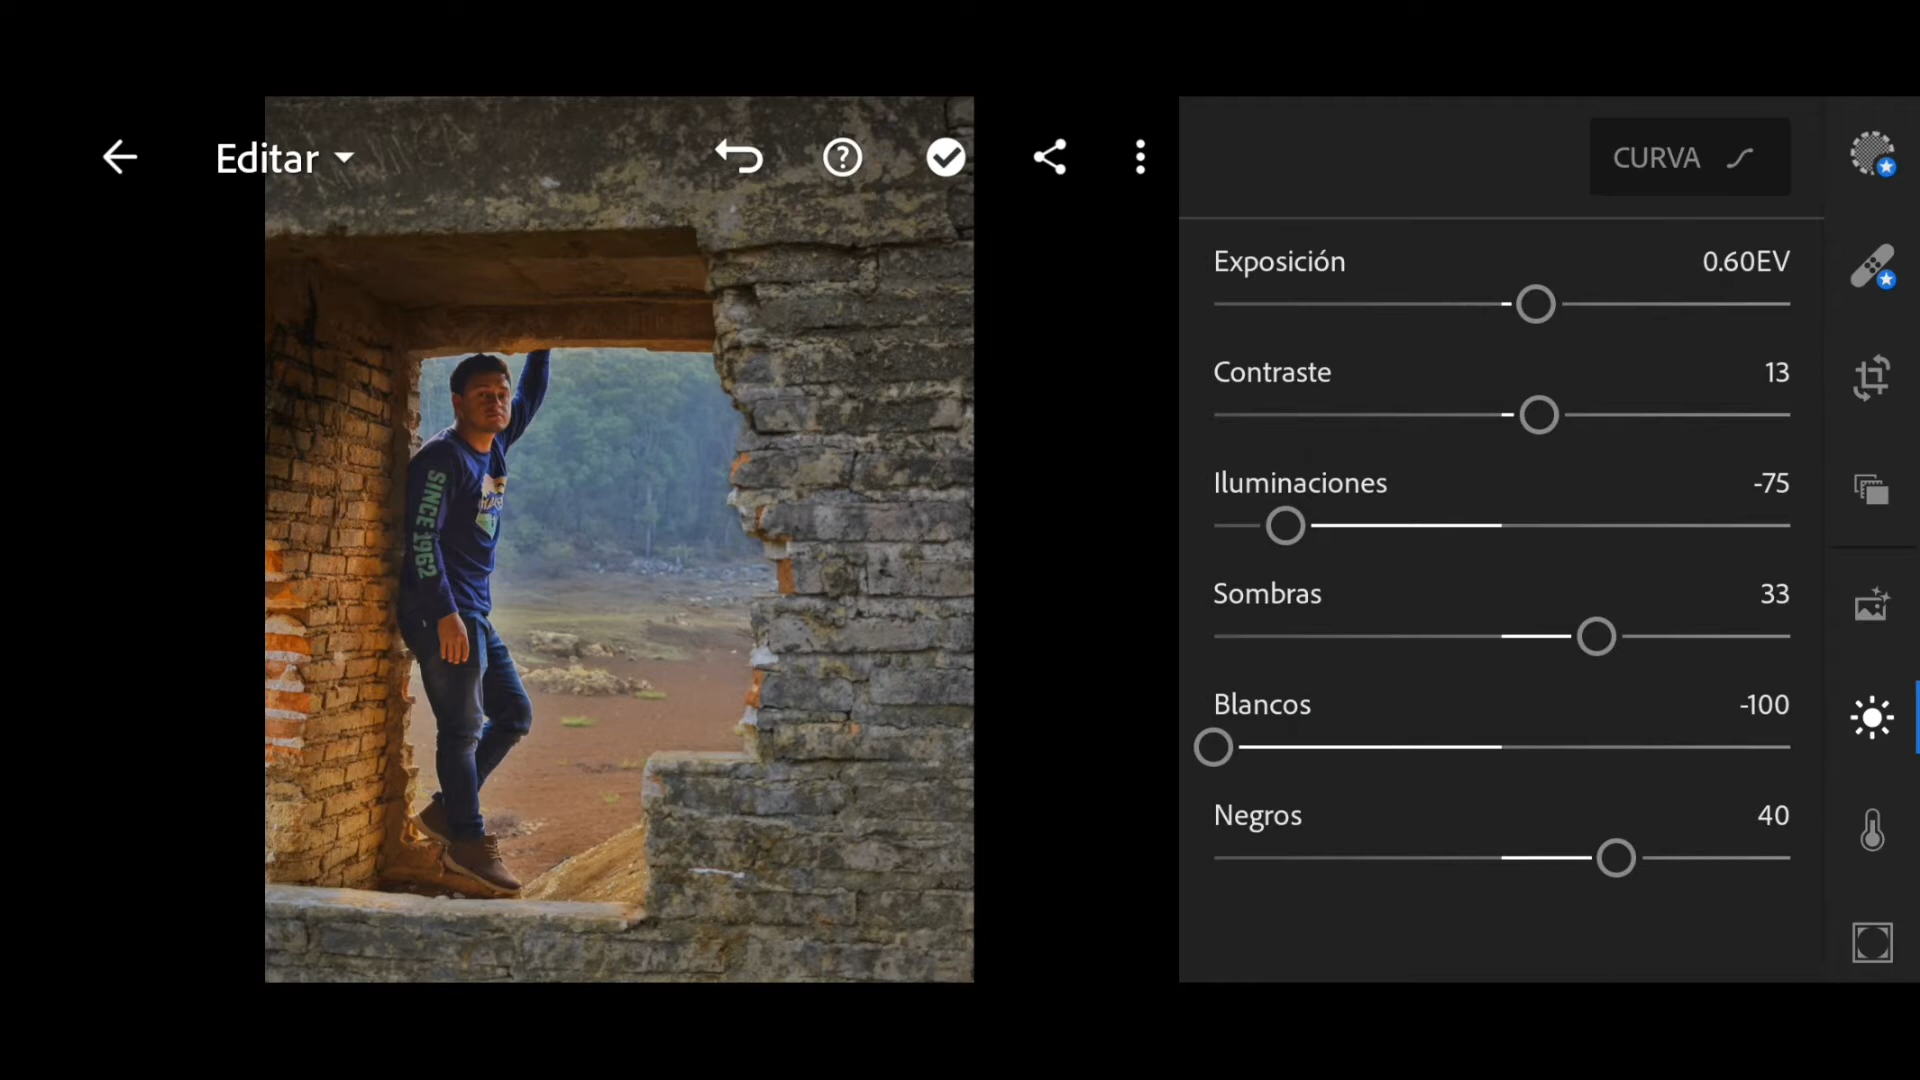 Editar
CURVA
Exposición 0.60EV
Contraste 13
Iluminaciones -75
Sombras 33
Blancos -100
Negros 40
SINCE 1962